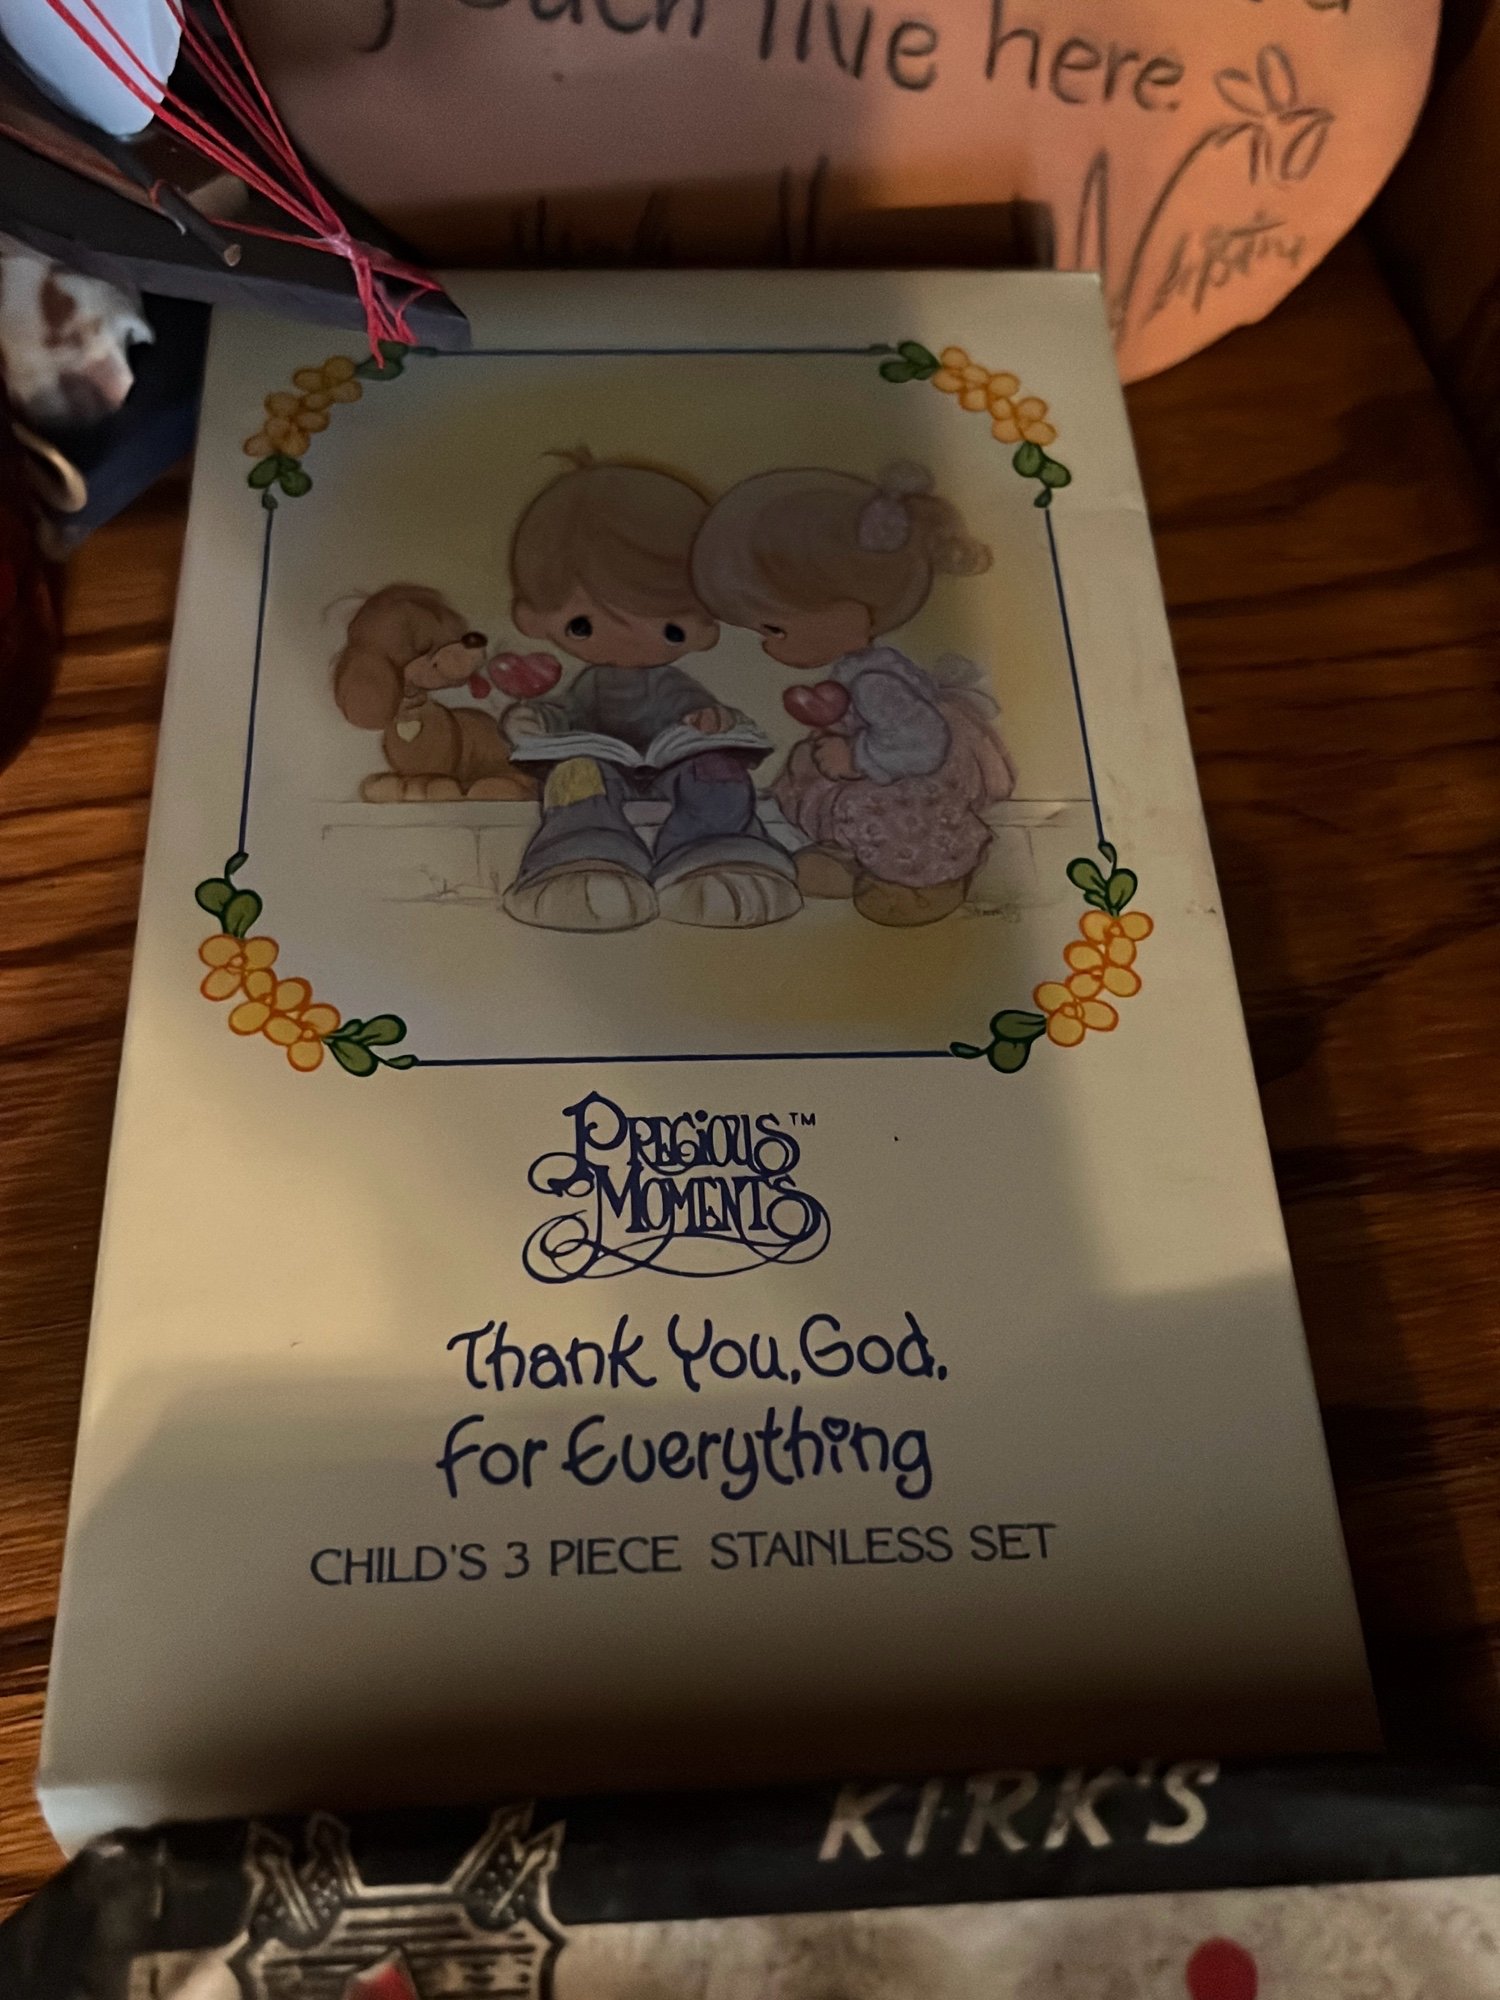 live here.
PRECIOUS™
MOMENTS
Thank You, God,
for Everything
CHILD'S 3 PIECE STAINLESS SET
KIRK'S